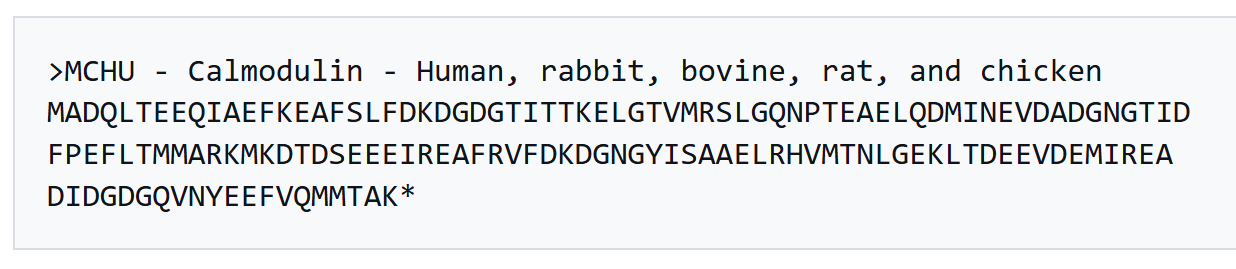 >MCHU - Calmodulin - Human, rabbit, bovine, rat, and chicken
MADQLTEEQIAEFKEAFSLFDKDGDGTITTKELGTVMRSLGQNPTEAELQDMINEVDADGNGTID
FPEFLTMMARKMKDTDSEEEIREAFRVFDKDGNGYISAAELRHVMTNLGEKLTDEEVDEMIREA
DIDGDGQVNYEEFVQMMTAK*